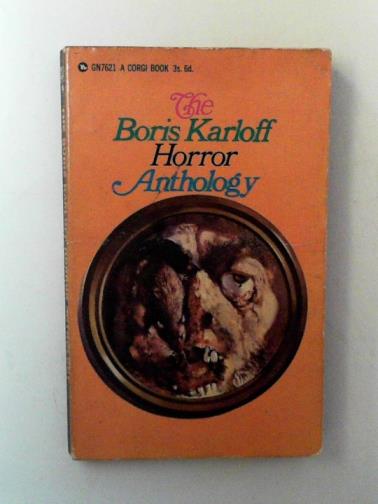 GN7621 A CORGI BOOK 3s. 6d.
The
Boris Karloff
Horror
Anthology